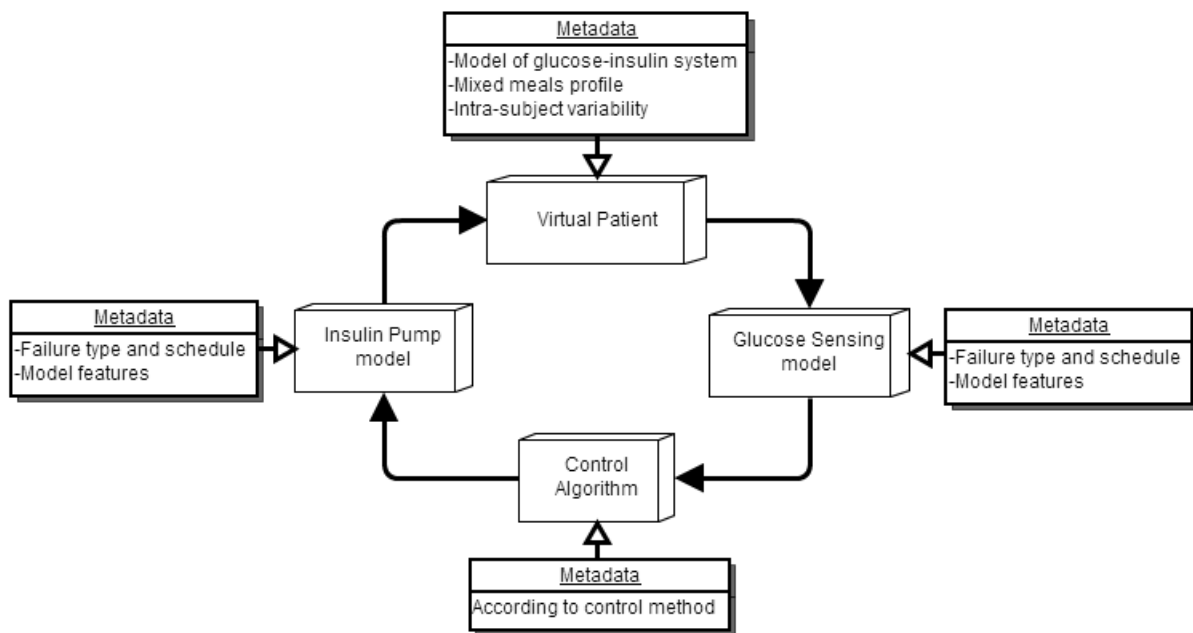 Metadata
-Model of glucose-insulin system
-Mixed meals profile
-Intra-subject variability
Virtual Patient
Metadata
-Failure type and schedule
-Model features
Insulin Pump
model
Glucose Sensing
model
Metadata
-Failure type and schedule
-Model features
Control
Algorithm
Metadata
According to control method